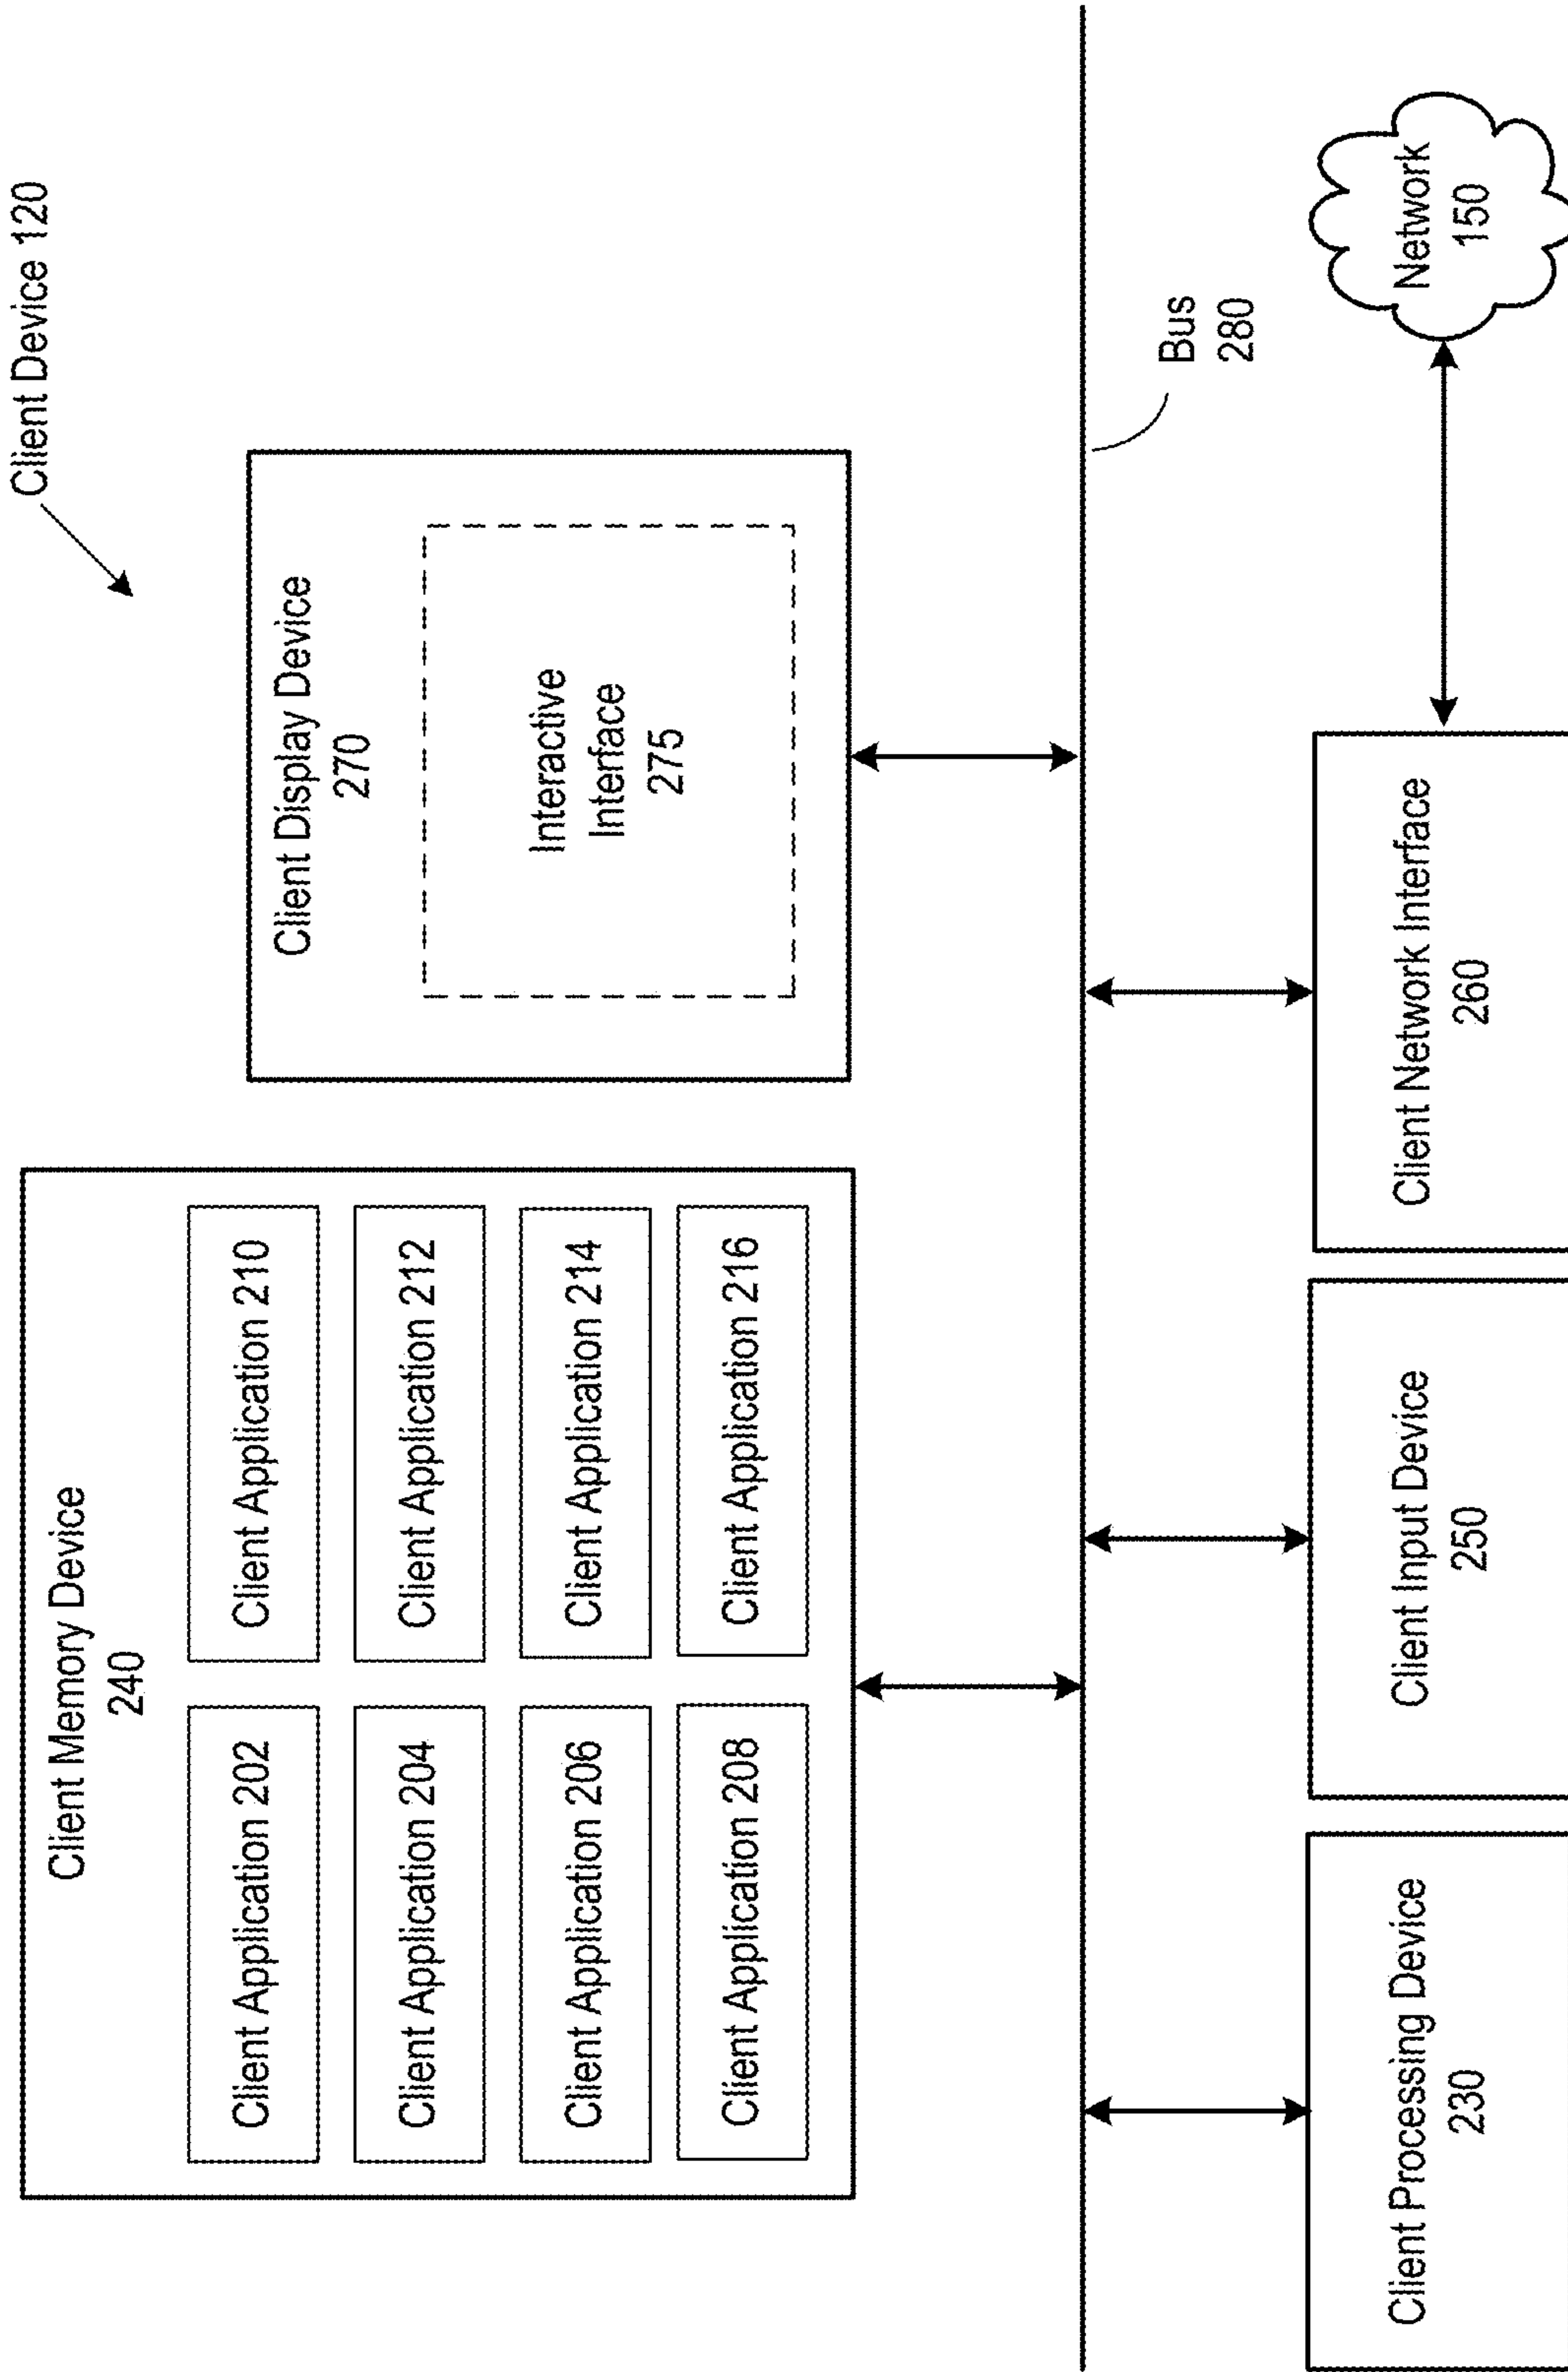 Client Device 120
Client Memory Device
240
Client Application 202
Client Application 210
Client Application 204
Client Application 212
Client Application 206
Client Application 214
Client Application 208
Client Application 216
Client Display Device
270
Interactive
Interface
275
Bus
280
Client Processing Device
230
Client Input Device
250
Client Network Interface
260
Network
150